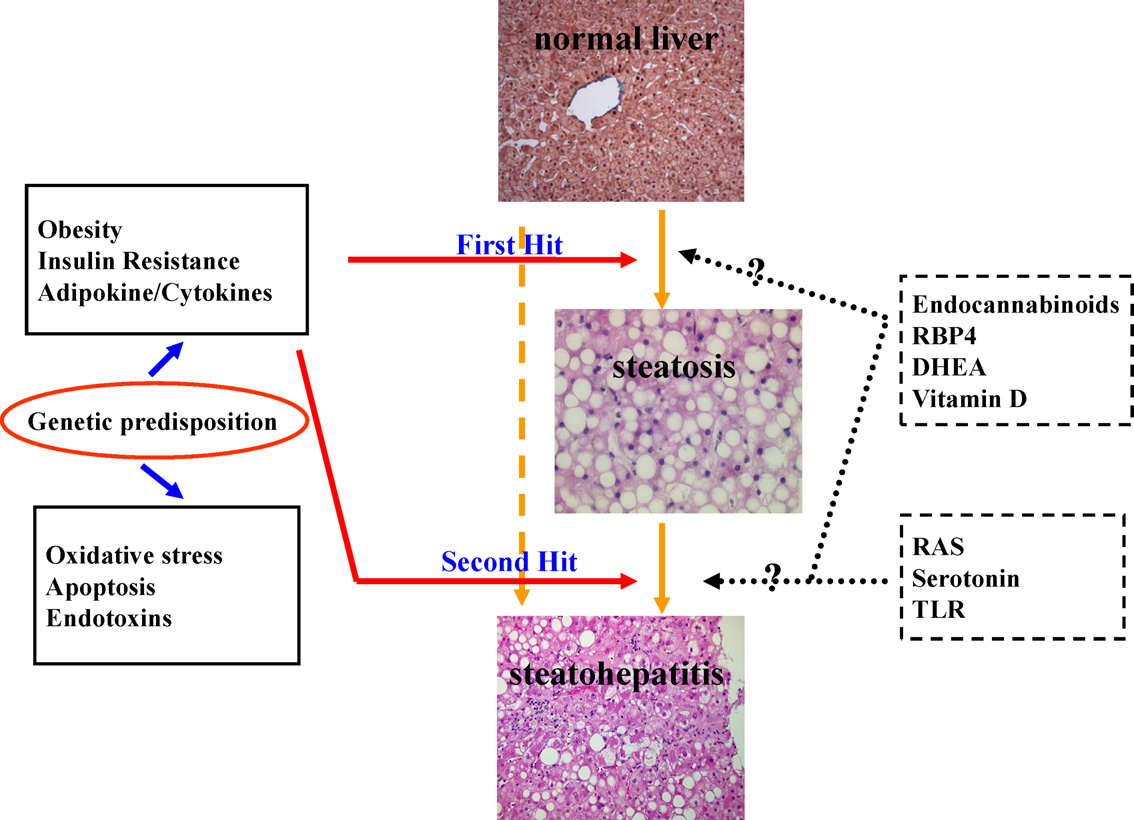 normal liver
Obesity
Insulin Resistance
Adipokine/Cytokines
First Hit
?
Endocannabinoids
RBP4
DHEA
Vitamin D
steatosis
Genetic predisposition
Oxidative stress
Apoptosis
Endotoxins
Second Hit
?
RAS
Serotonin
TLR
steatohepatitis